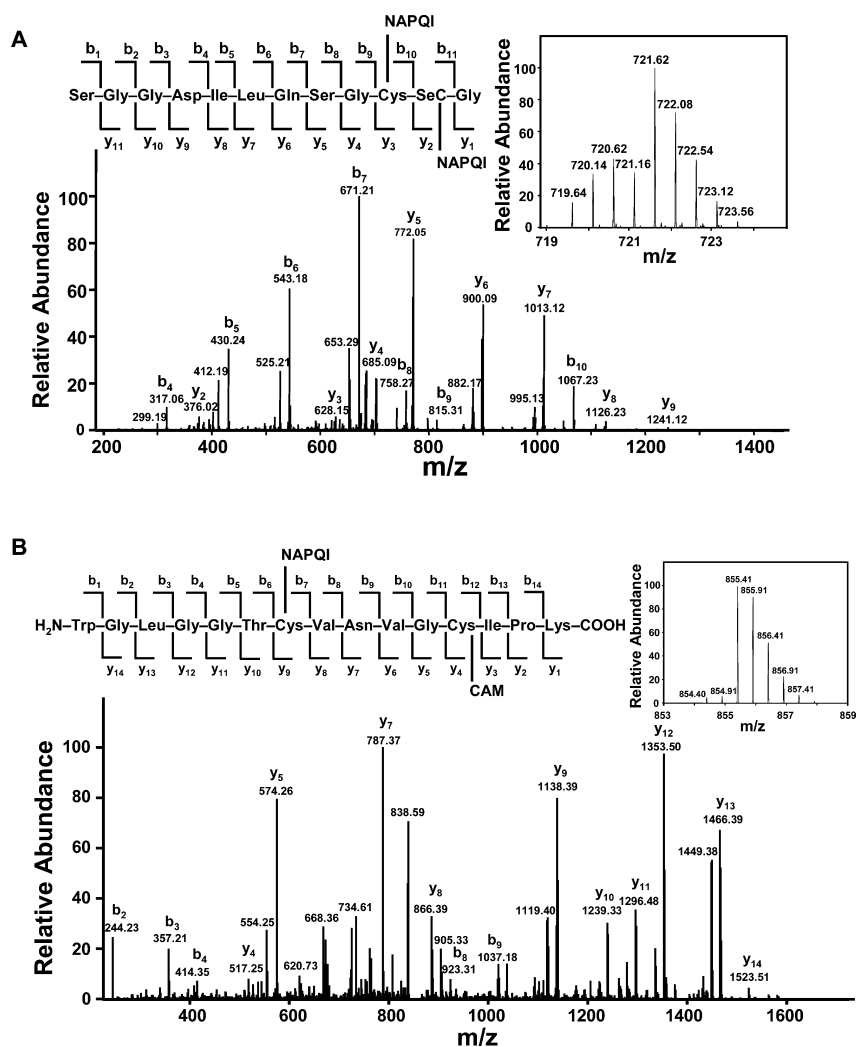 A
NAPQI
b1 b2 b3 b4 b5 b6 b7 b8 b9 b10 b11
Ser–Gly–Gly–Asp–Ile–Leu–Gln–Ser–Gly–Cys–SeC–Gly
y11 y10 y9 y8 y7 y6 y5 y4 y3 y2 y1
NAPQI
Relative Abundance
100
80
60
40
20
0
719.64
720.14
720.62
721.16
721.62
722.08
722.54
723.12
723.56
719 721 723
m/z
Relative Abundance
100
80
60
40
20
0
299.19
b4
317.06
y2
376.02
412.19
b5
430.24
525.21
b6
543.18
y3
628.15
653.29
b7
671.21
y4
685.09
b8
758.27
y5
772.05
b9
815.31
882.17
y6
900.09
995.13
y7
1013.12
b10
1067.23
y8
1126.23
y9
1241.12
200 400 600 800 1000 1200 1400
m/z
B
NAPQI
b1 b2 b3 b4 b5 b6 b7 b8 b9 b10 b11 b12 b13 b14
H2N–Trp–Gly–Leu–Gly–Gly–Thr–Cys–Val–Asn–Val–Gly–Cys–Ile–Pro–Lys–COOH
y14 y13 y12 y11 y10 y9 y8 y7 y6 y5 y4 y3 y2 y1
CAM
Relative Abundance
100
80
60
40
20
0
854.40
854.91
855.41
855.91
856.41
856.91
857.41
853 855 857 859
m/z
Relative Abundance
100
80
60
40
20
0
b2
244.23
b3
357.21
b4
414.35
y4
517.25
554.25
y5
574.26
620.73
668.36
734.61
y7
787.37
838.59
y8
866.39
905.33
b8
923.31
b9
1037.18
1119.40
y9
1138.39
y10
1239.33
y11
1296.48
y12
1353.50
1449.38
y13
1466.39
y14
1523.51
400 600 800 1000 1200 1400 1600
m/z